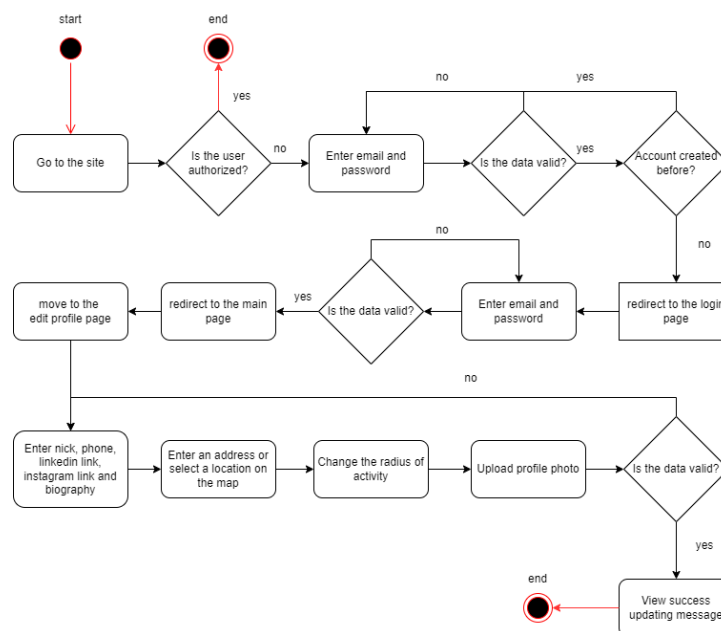 start
end
no
yes
yes
Go to the site
Is the user
authorized?
no
Enter email and
password
Is the data valid?
yes
Account created
before?
no
no
move to the
edit profile page
redirect to the main
page
yes
Is the data valid?
Enter email and
password
redirect to the login
page
no
Enter nick, phone,
linkedin link,
instagram link and
biography
Enter an address or
select a location on
the map
Change the radius of
activity
Upload profile photo
Is the data valid?
yes
end
View success
updating message